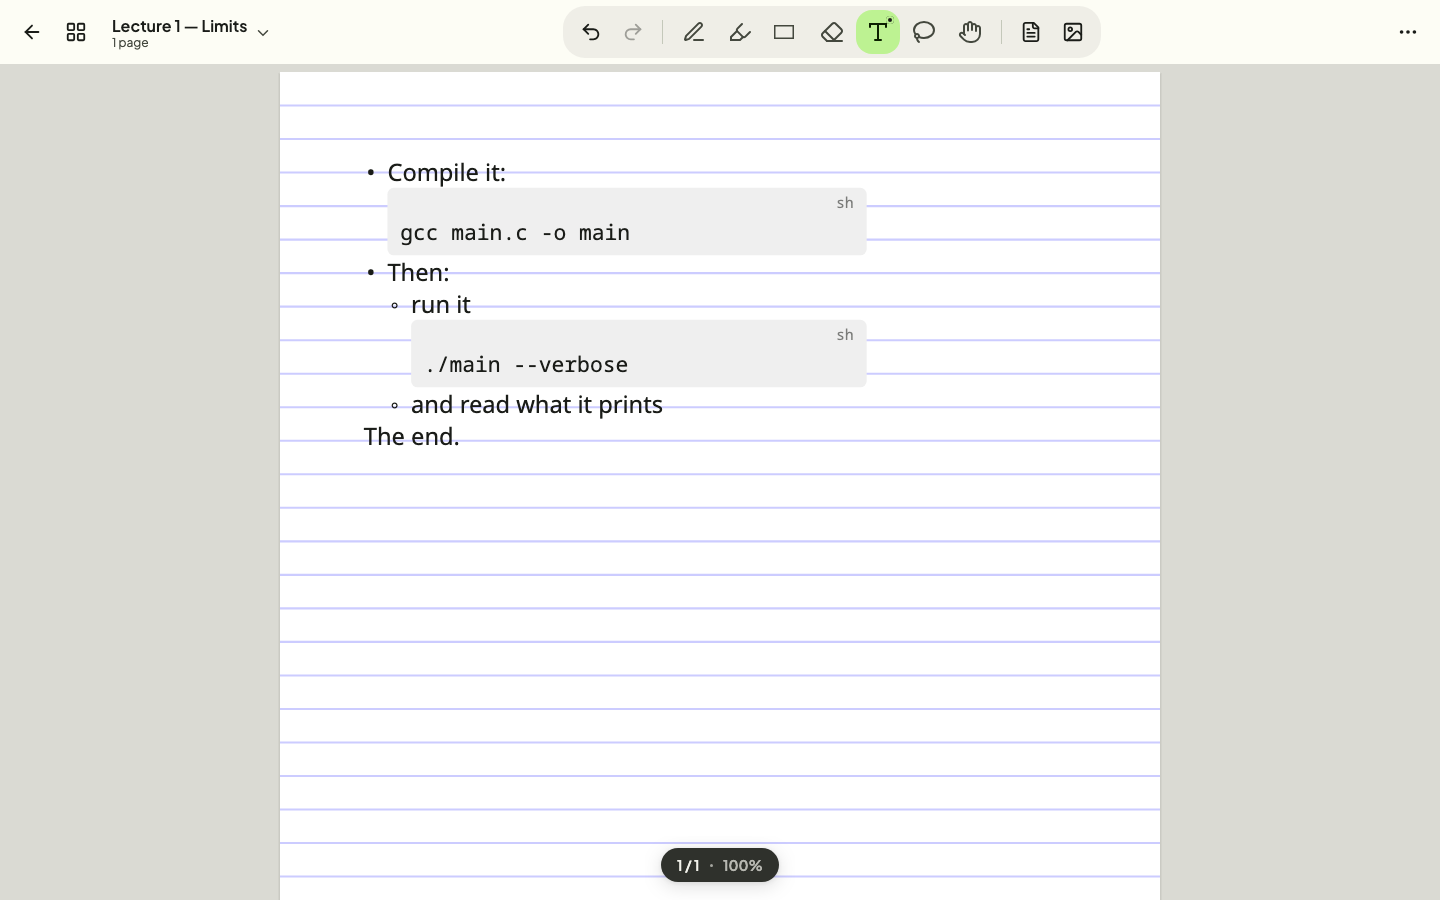 Lecture 1 — Limits
1 page
• Compile it:
sh
gcc main.c -o main
• Then:
◦ run it
sh
./main --verbose
◦ and read what it prints
The end.
1/1 · 100%